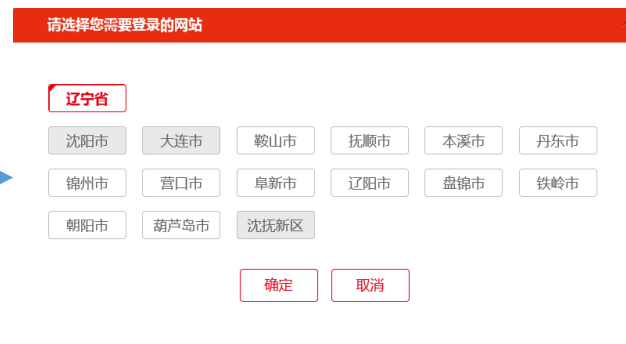 请选择您需要登录的网站
辽宁省
沈阳市 大连市 鞍山市 抚顺市 本溪市 丹东市
锦州市 营口市 阜新市 辽阳市 盘锦市 铁岭市
朝阳市 葫芦岛市 沈抚新区
确定 取消